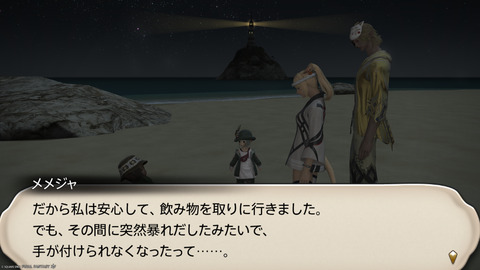 メメジャ
だから私は安心して、飲み物を取りに行きました。
でも、その間に突然暴れだしたみたいで、
手が付けられなくなったって……。